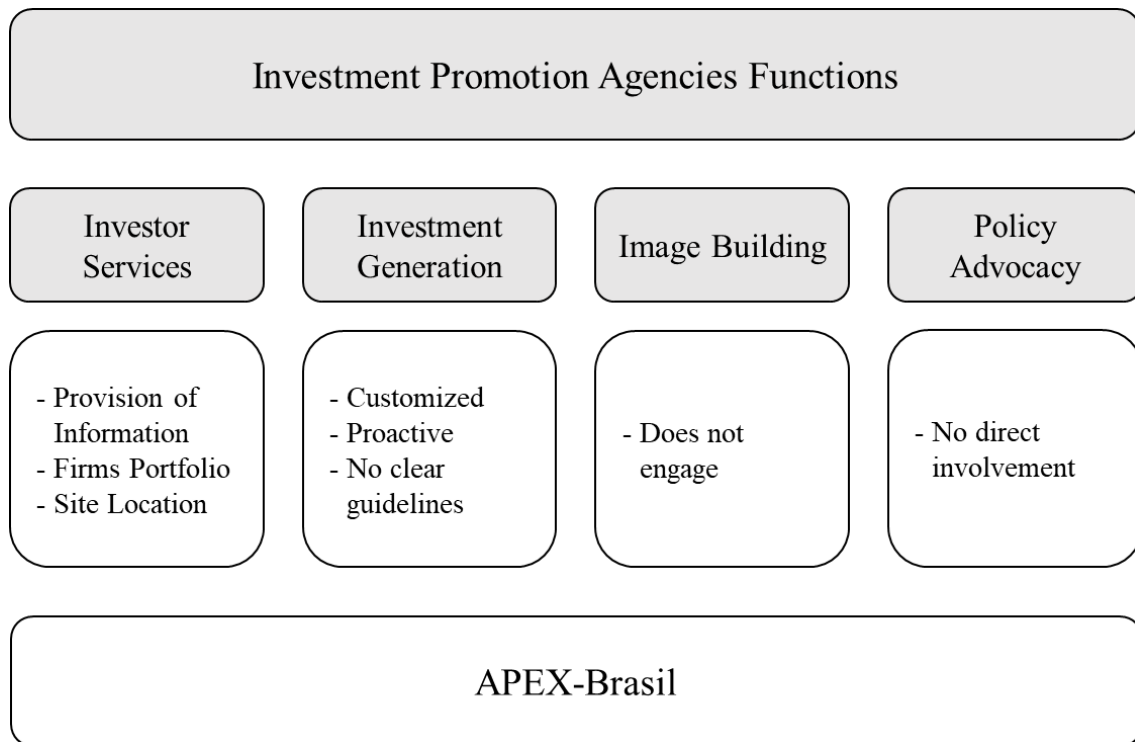 Investment Promotion Agencies Functions
Investor
Services
Investment
Generation
Image Building
Policy
Advocacy
- Provision of
Information
- Firms Portfolio
- Site Location
- Customized
- Proactive
- No clear
guidelines
- Does not
engage
- No direct
involvement
APEX-Brasil